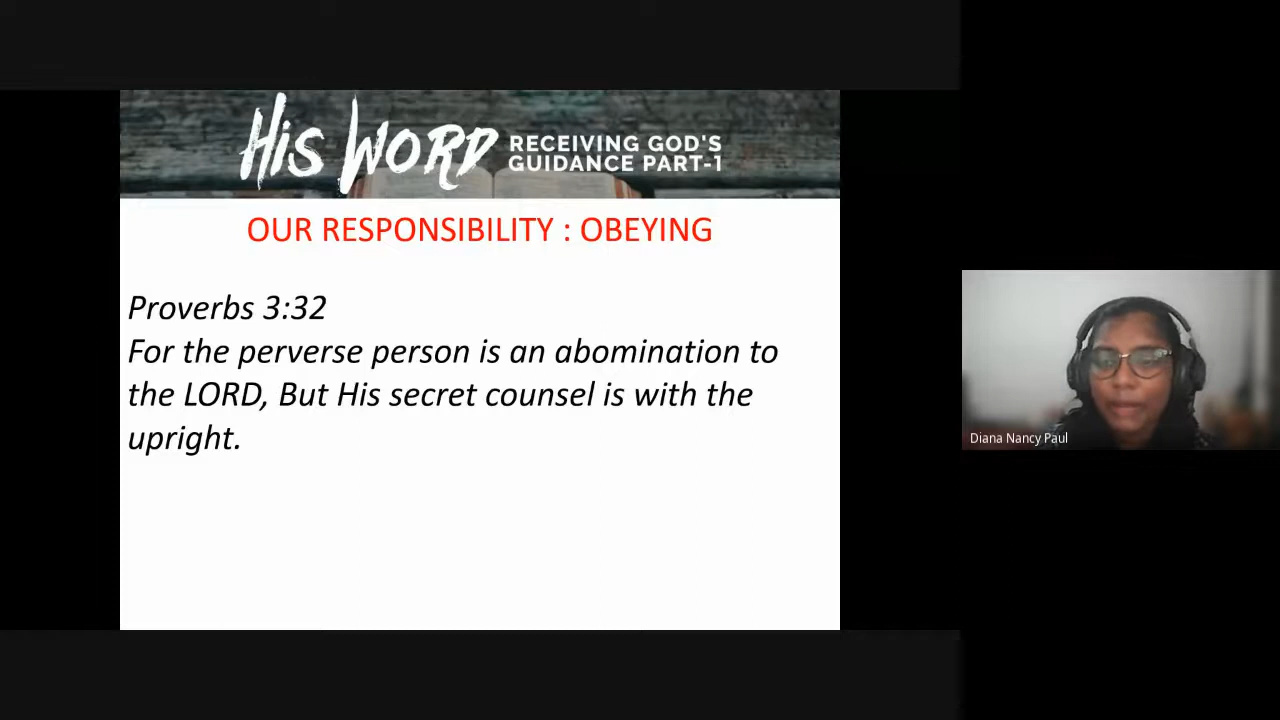 His WORD
RECEIVING GOD'S
GUIDANCE PART-1
OUR RESPONSIBILITY : OBEYING
Proverbs 3:32
For the perverse person is an abomination to
the LORD, But His secret counsel is with the
upright.
Diana Nancy Paul